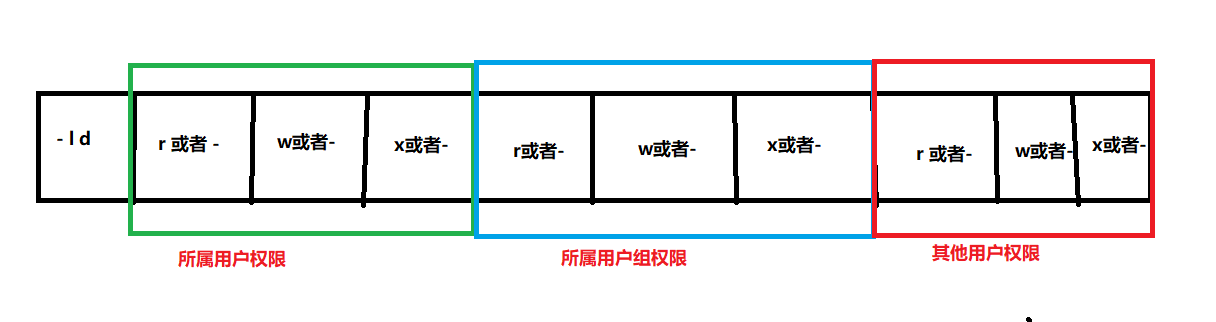 - l d
r 或者 -
w或者-
x或者-
r或者-
w或者-
x或者-
r 或者-
w或者-
x或者-
所属用户权限
所属用户组权限
其他用户权限